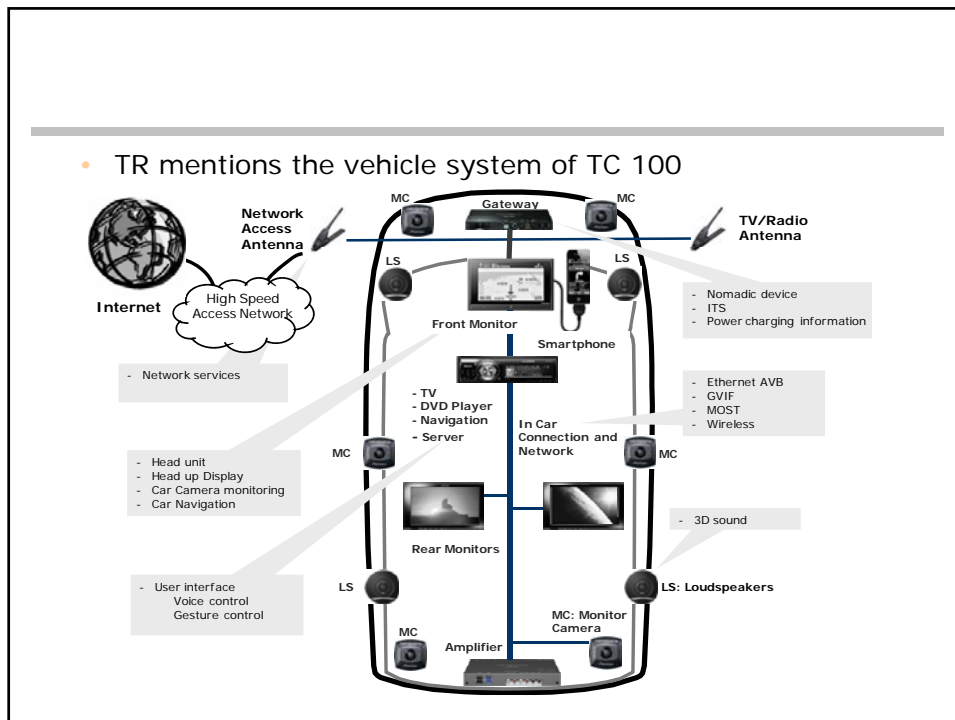 • TR mentions the vehicle system of TC 100
MC
Gateway
MC
Network
Access
Antenna
TV/Radio
Antenna
LS
LS
Internet
High Speed
Access Network
- Nomadic device
- ITS
- Power charging information
Front Monitor
Smartphone
- Network services
- TV
- DVD Player
- Navigation
- Server
- Ethernet AVB
- GVIF
- MOST
- Wireless
In Car
Connection and
Network
MC
MC
- Head unit
- Head up Display
- Car Camera monitoring
- Car Navigation
- 3D sound
Rear Monitors
- User interface
Voice control
Gesture control
LS
LS: Loudspeakers
MC: Monitor
Camera
MC
Amplifier